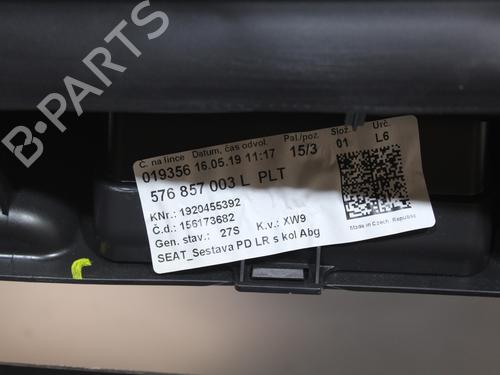 B-PARTS
Č. na lince Datum, čas odvol. Pal./poz. Slož. Urč.
019356 16.05.19 11:17 15/3 01 L6
576 857 003 L PLT
KNr.: 1920455392
Č.d.: 156173682
Gen. stav.: 27S K.v.: XW9
SEAT_Sestava PD LR s kol Abg
Made in Czech. Republic